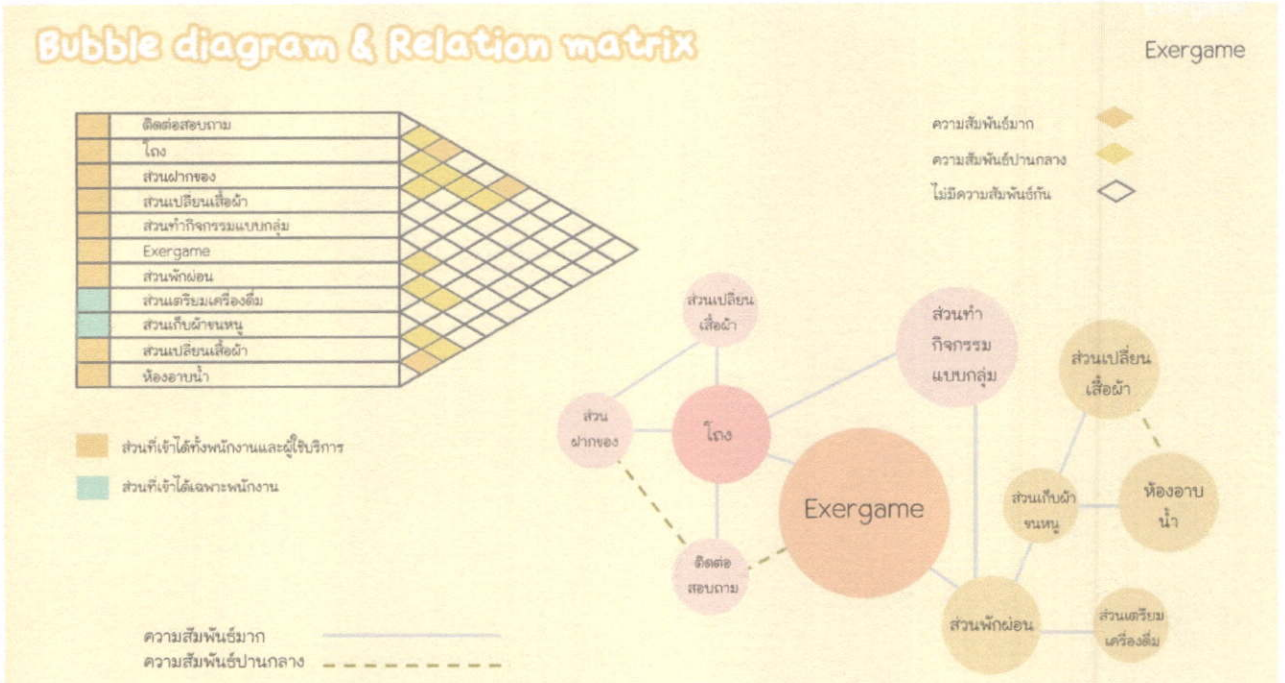 Bubble diagram & Relation matrix
Exergame
ติดต่อสอบถาม
โถง
ส่วนฝากของ
ส่วนเปลี่ยนเสื้อผ้า
ส่วนทำกิจกรรมแบบกลุ่ม
Exergame
ส่วนพักผ่อน
ส่วนเตรียมเครื่องดื่ม
ส่วนเก็บผ้าขนหนู
ส่วนเปลี่ยนเสื้อผ้า
ห้องอาบน้ำ
ความสัมพันธ์มาก
ความสัมพันธ์ปานกลาง
ไม่มีความสัมพันธ์กัน
ส่วนที่เข้าได้ทั้งพนักงานและผู้ใช้บริการ
ส่วนที่เข้าได้เฉพาะพนักงาน
ส่วนเปลี่ยน
เสื้อผ้า
ส่วนทำ
กิจกรรม
แบบกลุ่ม
ส่วนเปลี่ยน
เสื้อผ้า
ส่วน
ฝากของ
โถง
Exergame
ส่วนเก็บผ้า
ขนหนู
ห้องอาบ
น้ำ
ติดต่อ
สอบถาม
ส่วนพักผ่อน
ส่วนเตรียม
เครื่องดื่ม
ความสัมพันธ์มาก
ความสัมพันธ์ปานกลาง